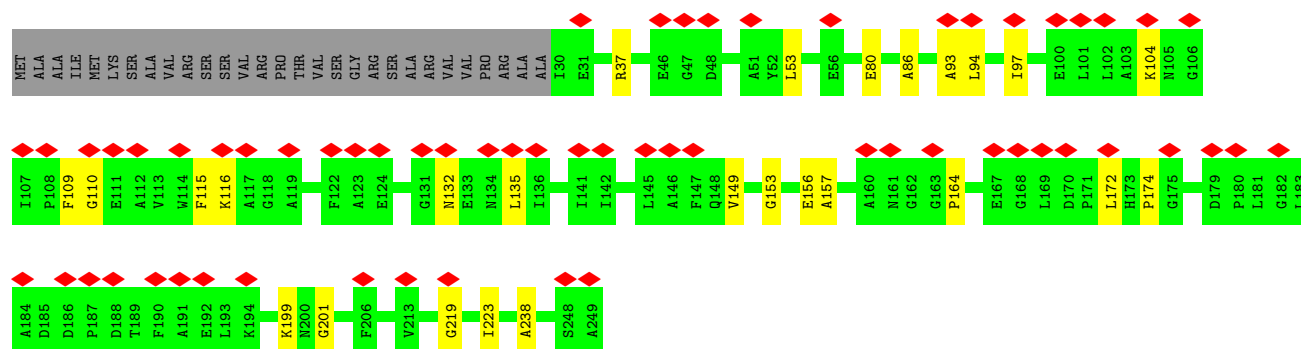 MET ALA ALA ILE MET LYS SER ALA VAL ARG SER SER VAL ARG PRO THR VAL SER GLY ARG SER ALA ARG VAL VAL PRO ARG ALA ALA I30 E31 R37 E46 G47 D48 A51 Y52 L53 E56 E80 A86 A93 L94 I97 E100 L101 L102 A103 K104 N105 G106
I107 P108 F109 G110 E111 A112 V113 W114 F115 K116 A117 G118 A119 F122 A123 E124 G131 N132 E133 N134 L135 I136 I141 I142 L145 A146 F147 Q148 V149 G153 E156 A157 A160 N161 G162 G163 P164 E167 G168 L169 D170 P171 L172 H173 P174 G175 D179 P180 L181 G182 L183
A184 D185 D186 P187 D188 T189 F190 A191 E192 L193 K194 K199 N200 G201 F206 V213 G219 I223 A238 S248 A249